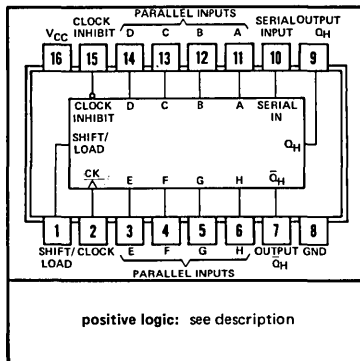 PARALLEL INPUTS
CLOCK SERIAL OUTPUT
VCC INHIBIT D C B A INPUT QH
16 15 14 13 12 11 10 9
CLOCK D C B A SERIAL
INHIBIT IN
SHIFT/
LOAD QH
CK E F G H Q̅H
1 2 3 4 5 6 7 8
SHIFT/ CLOCK E F G H OUTPUT GND
LOAD Q̅H
PARALLEL INPUTS
positive logic: see description